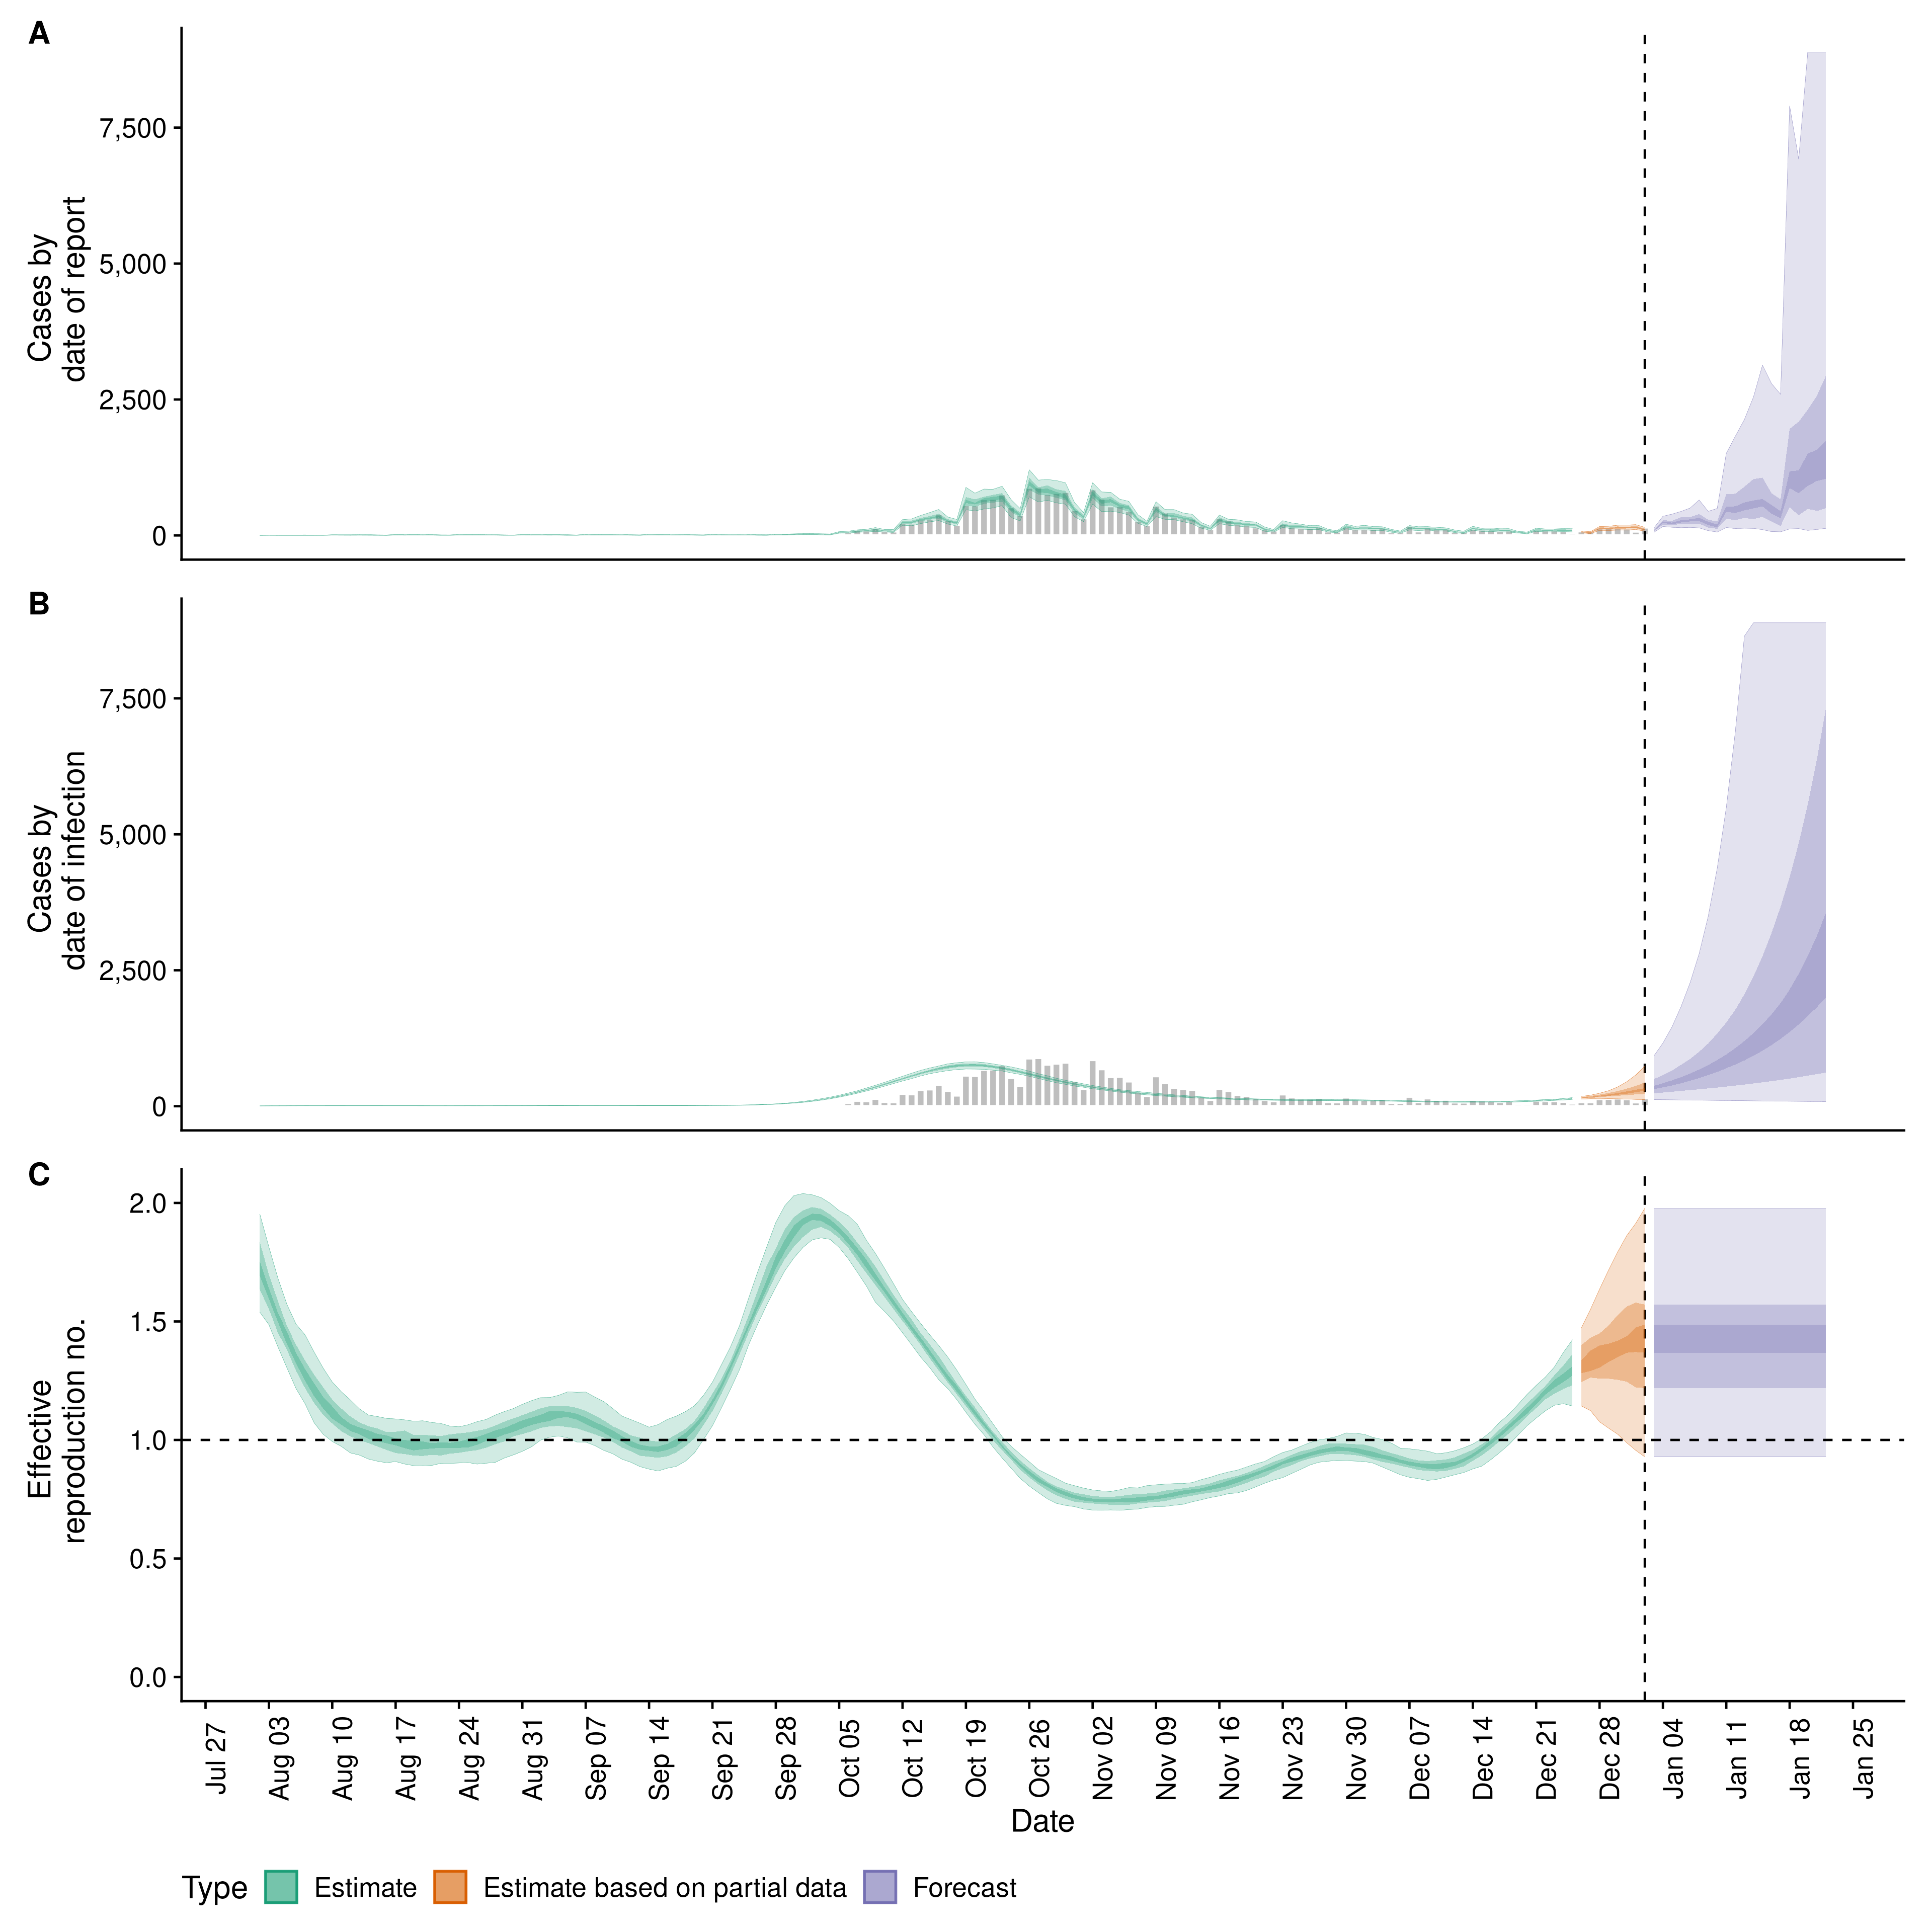 A
Cases by
date of report
7,500
5,000
2,500
0
B
Cases by
date of infection
7,500
5,000
2,500
0
C
Effective
reproduction no.
2.0
1.5
1.0
0.5
0.0
Jul 27
Aug 03
Aug 10
Aug 17
Aug 24
Aug 31
Sep 07
Sep 14
Sep 21
Sep 28
Oct 05
Oct 12
Oct 19
Oct 26
Nov 02
Nov 09
Nov 16
Nov 23
Nov 30
Dec 07
Dec 14
Dec 21
Dec 28
Jan 04
Jan 11
Jan 18
Jan 25
Date
Type Estimate Estimate based on partial data Forecast